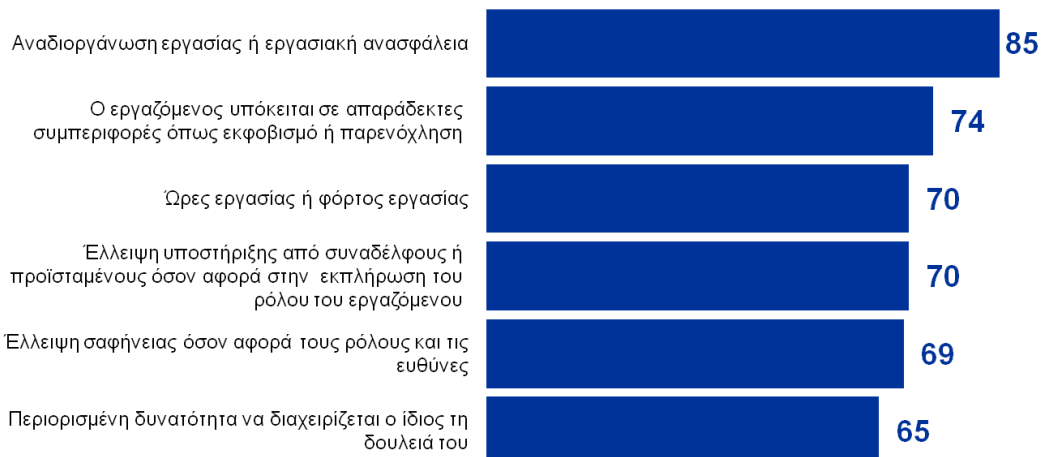 Αναδιοργάνωση εργασίας ή εργασιακή ανασφάλεια
85
Ο εργαζόμενος υπόκειται σε απαράδεκτες
συμπεριφορές όπως εκφοβισμό ή παρενόχληση
74
Ώρες εργασίας ή φόρτος εργασίας
70
Έλλειψη υποστήριξης από συναδέλφους ή
προϊσταμένους όσον αφορά στην εκπλήρωση του
ρόλου του εργαζόμενου
70
Έλλειψη σαφήνειας όσον αφορά τους ρόλους και τις
ευθύνες
69
Περιορισμένη δυνατότητα να διαχειρίζεται ο ίδιος τη
δουλειά του
65